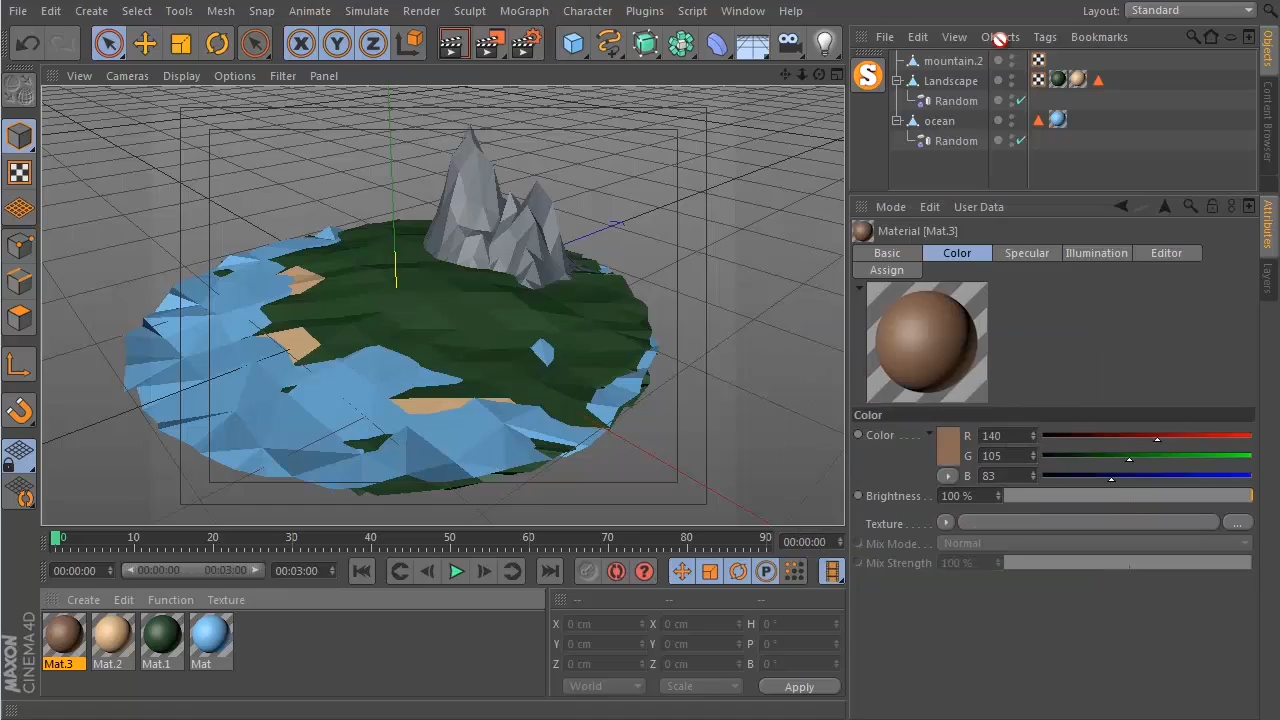 File Edit Create Select Tools Mesh Snap Animate Simulate Render Sculpt MoGraph Character Plugins Script Window Help Layout: Standard
File Edit View Objects Tags Bookmarks
mountain.2
Landscape
Random
ocean
Random
Objects
Content Browser
View Cameras Display Options Filter Panel
Mode Edit User Data
Material [Mat.3]
Basic Color Specular Illumination Editor
Assign
Attributes
Layers
Color
Color R 140
G 105
B 83
Brightness 100 %
Texture ...
Mix Mode Normal
Mix Strength 100 %
0 10 20 30 40 50 60 70 80 90 00:00:00
00:00:00 00:00:00 00:03:00 00:03:00
Create Edit Function Texture
Mat.3 Mat.2 Mat.1 Mat
-- -- --
X 0 cm X 0 cm H 0 °
Y 0 cm Y 0 cm P 0 °
Z 0 cm Z 0 cm B 0 °
World Scale Apply
MAXON
CINEMA 4D